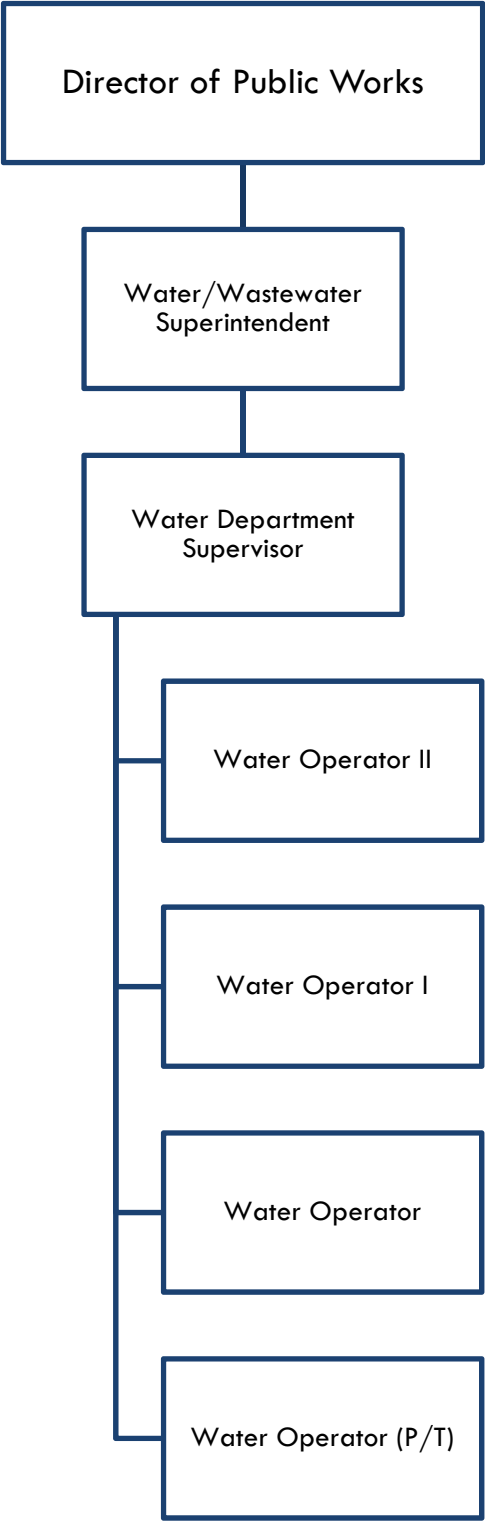 Director of Public Works
Water/Wastewater
Superintendent
Water Department
Supervisor
Water Operator II
Water Operator I
Water Operator
Water Operator (P/T)